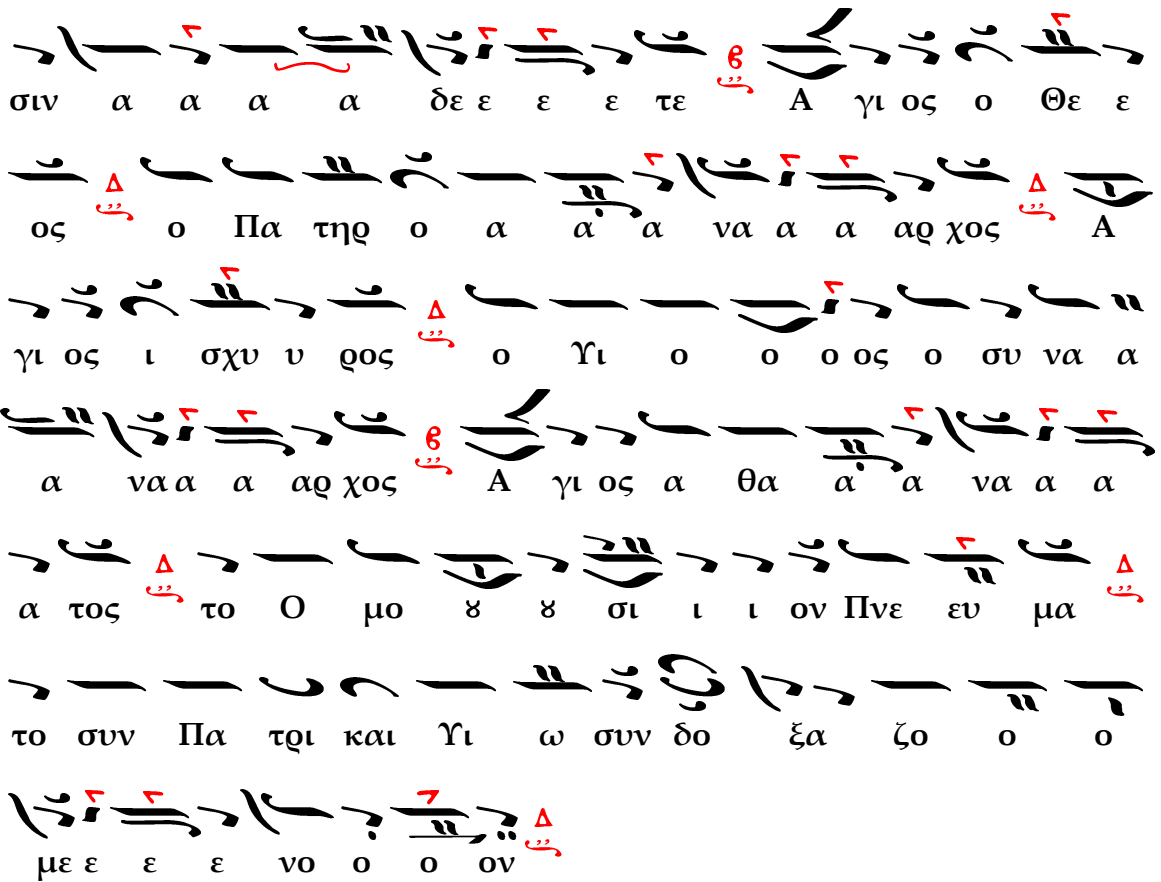 σιν α α α α δε ε ε ε τε Α γι ος ο Θε ε
ος ο Πα τηρ ο α α α να α α αρ χος Α
γι ος ι σχυ υ ρος ο Υι ο ο ο ος ο συ να α
α να α α αρ χος Α γι ος α θα α α να α α
α τος το Ο μο ȣ ȣ σι ι ι ον Πνε ευ μα
το συν Πα τρι και Υι ω συν δο ξα ζο ο ο
με ε ε ε νο ο ο ον